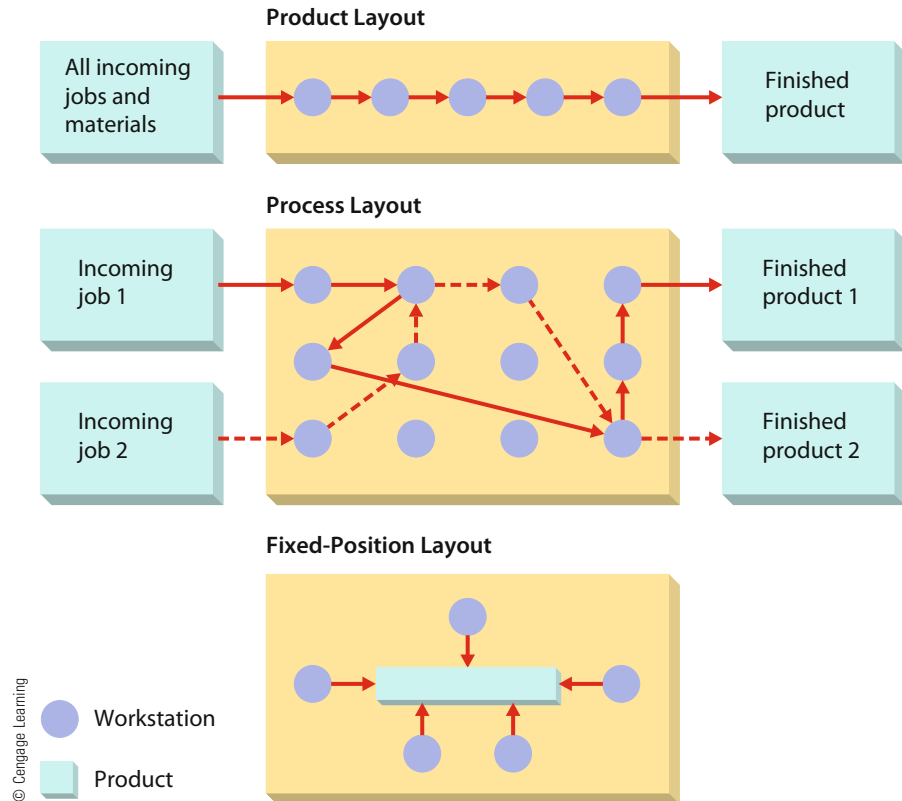 Product Layout
All incoming
jobs and
materials
Finished
product
Process Layout
Incoming
job 1
Finished
product 1
Incoming
job 2
Finished
product 2
Fixed-Position Layout
Workstation
Product
© Cengage Learning